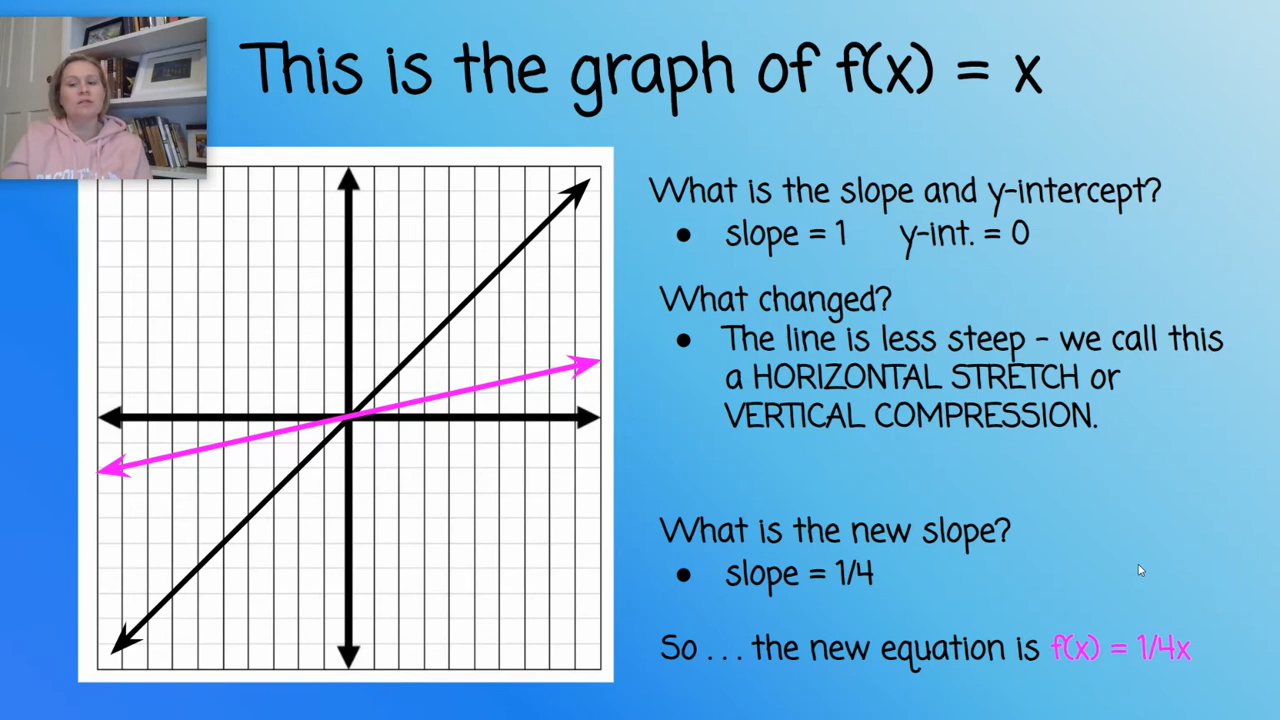 This is the graph of f(x) = x
What is the slope and y-intercept?
● slope = 1 y-int. = 0
What changed?
● The line is less steep - we call this
a HORIZONTAL STRETCH or
VERTICAL COMPRESSION.
What is the new slope?
● slope = 1/4
So . . . the new equation is f(x) = 1/4x